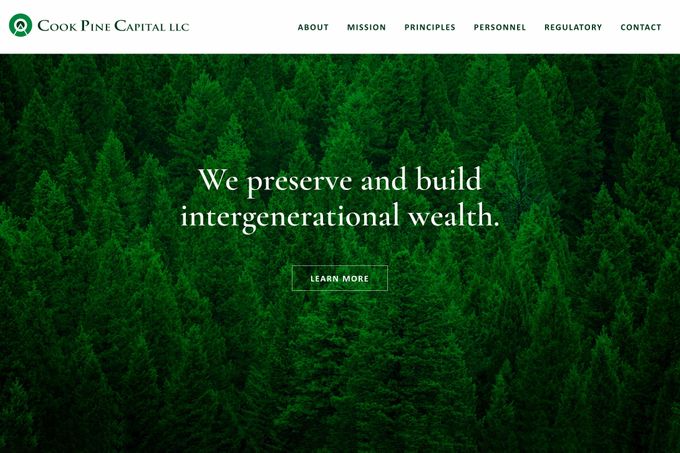 COOK PINE CAPITAL LLC
ABOUT MISSION PRINCIPLES PERSONNEL REGULATORY CONTACT
We preserve and build
intergenerational wealth.
LEARN MORE